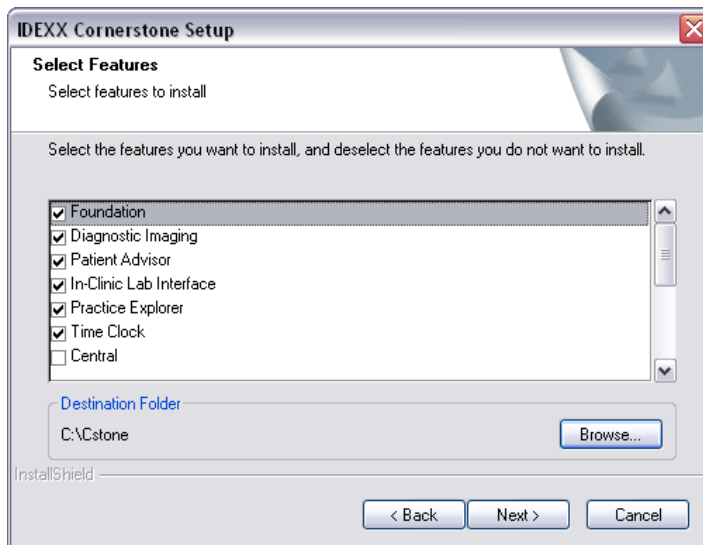 IDEXX Cornerstone Setup
Select Features
Select features to install
Select the features you want to install, and deselect the features you do not want to install.
Foundation
Diagnostic Imaging
Patient Advisor
In-Clinic Lab Interface
Practice Explorer
Time Clock
Central
Destination Folder
C:\Cstone
Browse...
InstallShield
< Back
Next >
Cancel